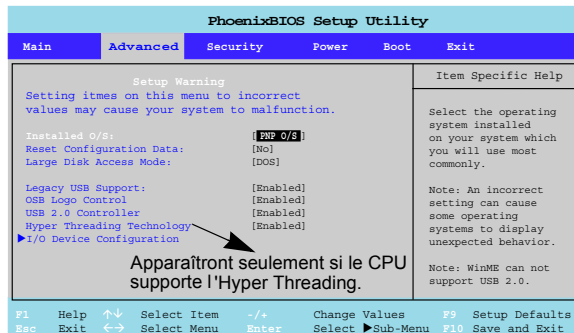 PhoenixBIOS Setup Utility
Main Advanced Security Power Boot Exit
Setup Warning
Setting itmes on this menu to incorrect
values may cause your system to malfunction.
Installed O/S: [PNP O/S]
Reset Configuration Data: [No]
Large Disk Access Mode: [DOS]
Legacy USB Support: [Enabled]
OSB Logo Control [Enabled]
USB 2.0 Controller [Enabled]
Hyper Threading Technology [Enabled]
▶I/O Device Configuration
Apparaîtront seulement si le CPU
supporte l'Hyper Threading.
Item Specific Help
Select the operating
system installed
on your system which
you will use most
commonly.
Note: An incorrect
setting can cause
some operating
systems to display
unexpected behavior.
Note: WinME can not
support USB 2.0.
F1 Help ↑↓ Select Item -/+ Change Values F9 Setup Defaults
Esc Exit ←→ Select Menu Enter Select ▶Sub-Menu F10 Save and Exit